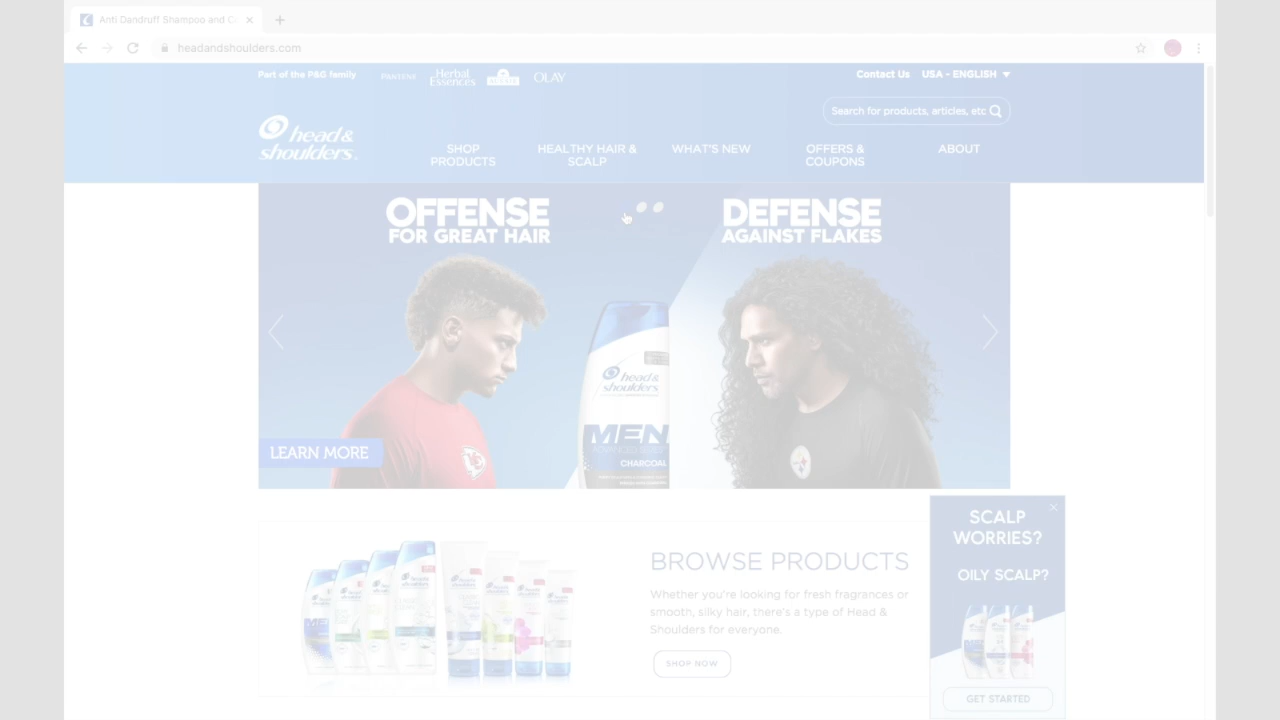 Anti Dandruff Shampoo and C
headandshoulders.com
Part of the P&G family
PANTENE
Herbal
Essences
OLAY
Contact Us
USA - ENGLISH
Search for products, articles, etc
head&
shoulders.
SHOP
PRODUCTS
HEALTHY HAIR &
SCALP
WHAT'S NEW
OFFERS &
COUPONS
ABOUT
OFFENSE
FOR GREAT HAIR
DEFENSE
AGAINST FLAKES
head&
shoulders
MEN
ADVANCED SERIES
CHARCOAL
LEARN MORE
BROWSE PRODUCTS
Whether you're looking for fresh fragrances or
smooth, silky hair, there's a type of Head &
Shoulders for everyone.
SHOP NOW
SCALP
WORRIES?
OILY SCALP?
GET STARTED